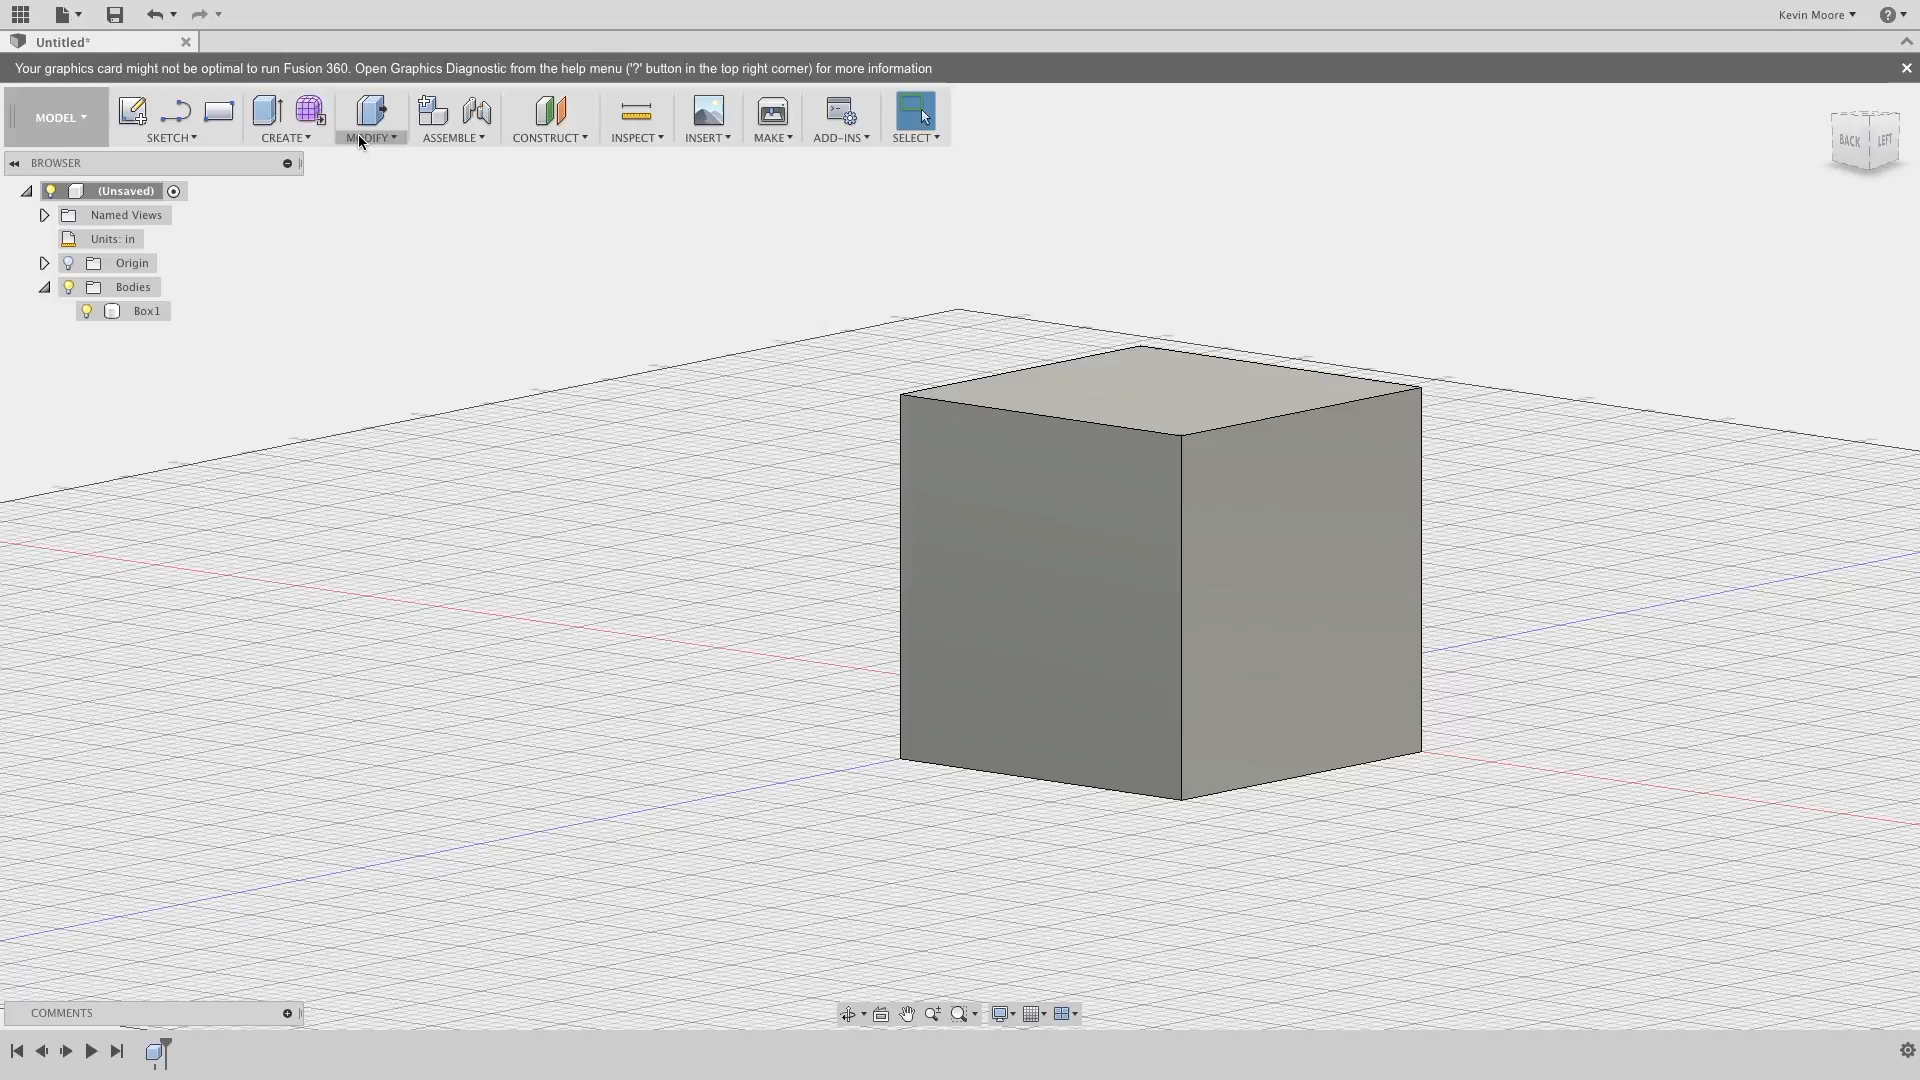 Kevin Moore
?
Untitled*
Your graphics card might not be optimal to run Fusion 360. Open Graphics Diagnostic from the help menu ('?' button in the top right corner) for more information
MODEL
SKETCH
CREATE
MODIFY
ASSEMBLE
CONSTRUCT
INSPECT
INSERT
MAKE
ADD-INS
SELECT
BACK
LEFT
BROWSER
(Unsaved)
Named Views
Units: in
Origin
Bodies
Box1
COMMENTS